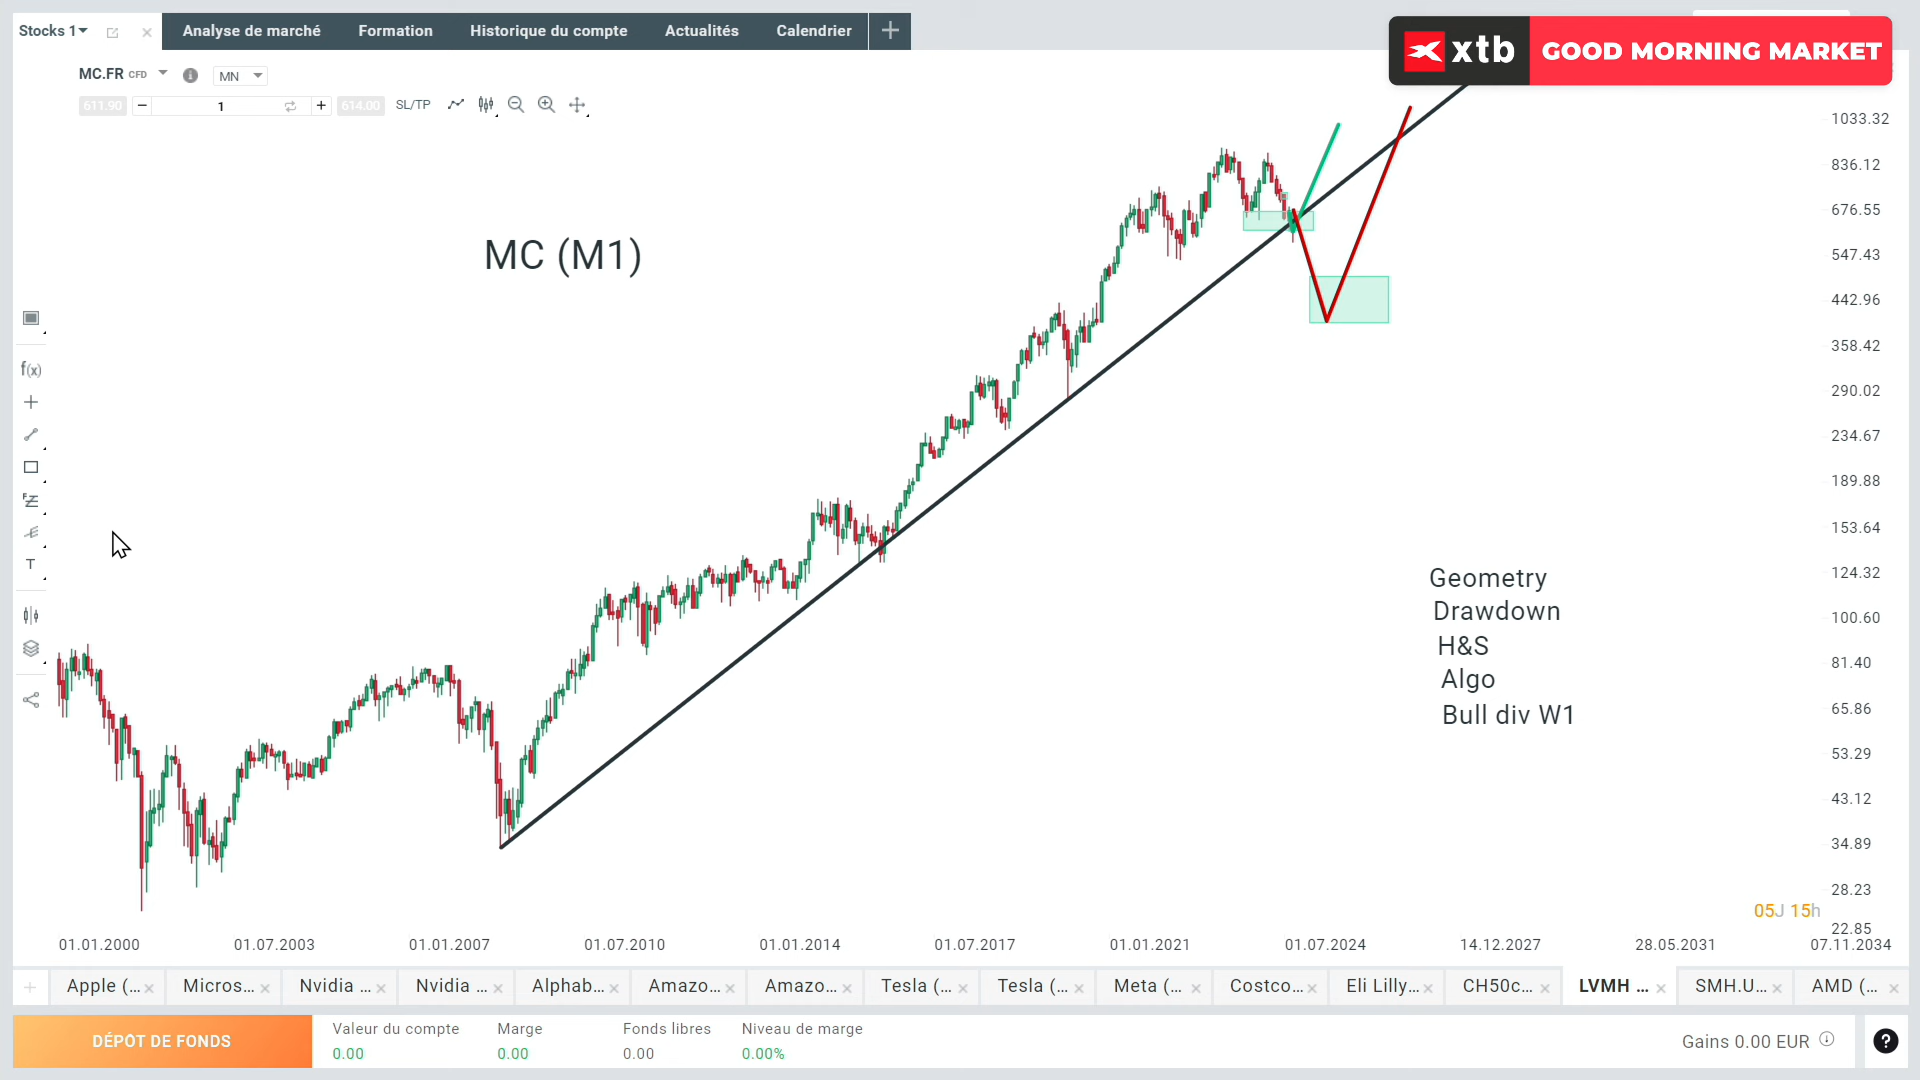 Stocks 1
Analyse de marché
Formation
Historique du compte
Actualités
Calendrier
xtb
GOOD MORNING MARKET
MC.FR CFD
MN
611.90
1
614.00
SL/TP
MC (M1)
f(x)
T
1033.32
836.12
676.55
547.43
442.96
358.42
290.02
234.67
189.88
153.64
124.32
100.60
81.40
65.86
53.29
43.12
34.89
28.23
22.85
Geometry
Drawdown
H&S
Algo
Bull div W1
05J 15h
01.01.2000
01.07.2003
01.01.2007
01.07.2010
01.01.2014
01.07.2017
01.01.2021
01.07.2024
14.12.2027
28.05.2031
07.11.2034
Apple (...
Micros...
Nvidia ...
Nvidia ...
Alphab...
Amazo...
Amazo...
Tesla (...
Tesla (...
Meta (...
Costco...
Eli Lilly...
CH50c...
LVMH ...
SMH.U...
AMD (...
DÉPÔT DE FONDS
Valeur du compte
0.00
Marge
0.00
Fonds libres
0.00
Niveau de marge
0.00%
Gains 0.00 EUR
?